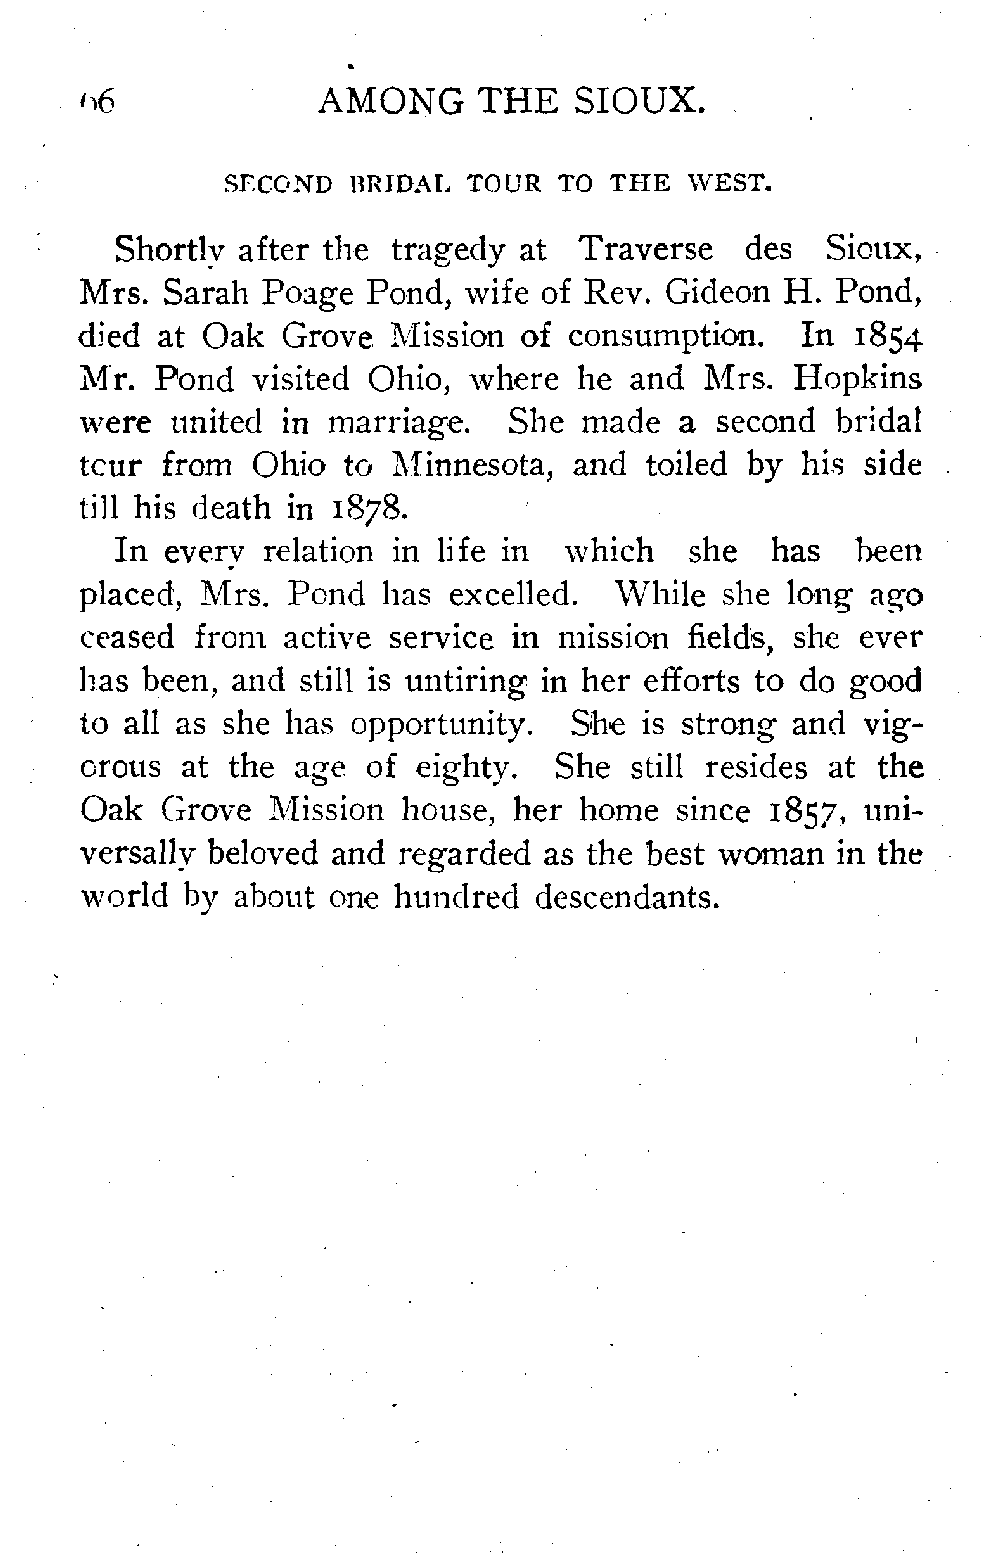 66 AMONG THE SIOUX.
SECOND BRIDAL TOUR TO THE WEST.
Shortly after the tragedy at Traverse des Sioux,
Mrs. Sarah Poage Pond, wife of Rev. Gideon H. Pond,
died at Oak Grove Mission of consumption. In 1854
Mr. Pond visited Ohio, where he and Mrs. Hopkins
were united in marriage. She made a second bridal
tour from Ohio to Minnesota, and toiled by his side
till his death in 1878.
In every relation in life in which she has been
placed, Mrs. Pond has excelled. While she long ago
ceased from active service in mission fields, she ever
has been, and still is untiring in her efforts to do good
to all as she has opportunity. She is strong and vig-
orous at the age of eighty. She still resides at the
Oak Grove Mission house, her home since 1857, uni-
versally beloved and regarded as the best woman in the
world by about one hundred descendants.